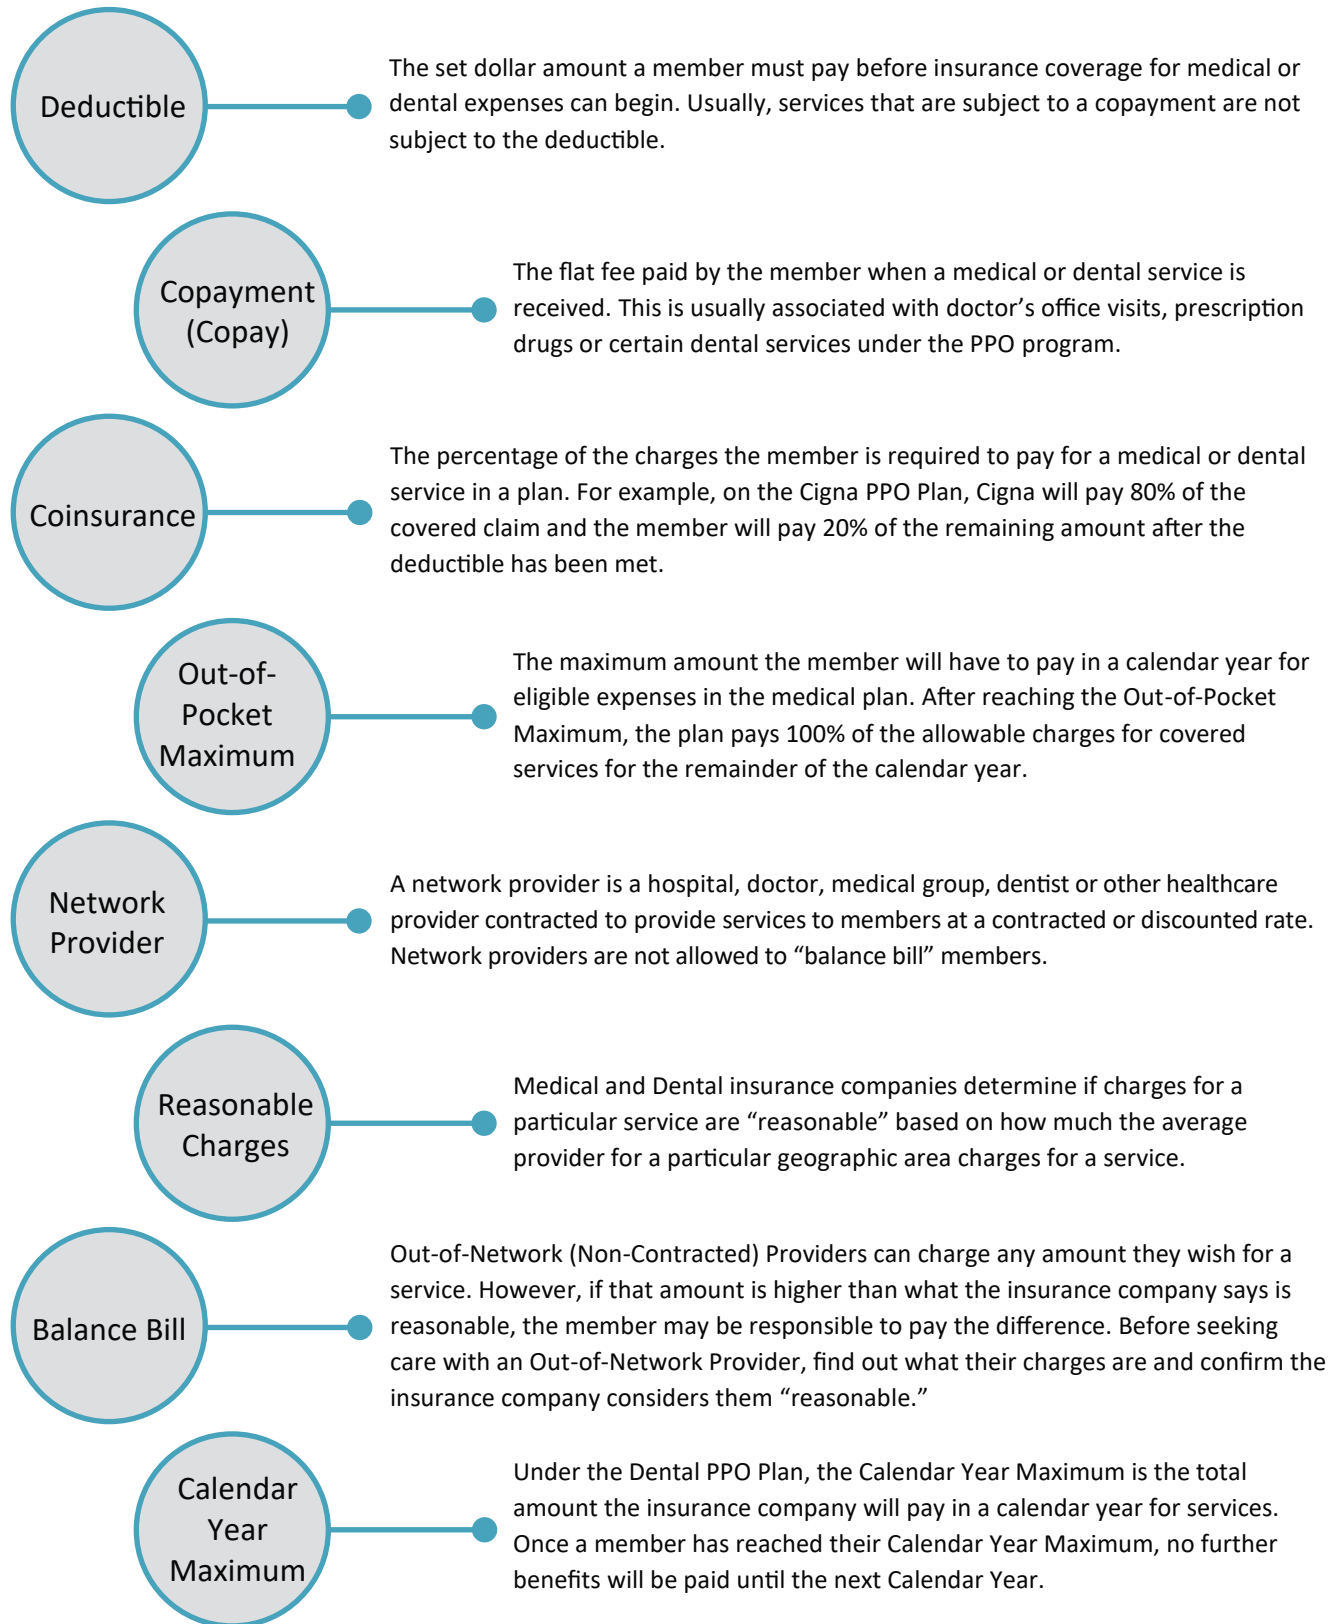 Deductible
The set dollar amount a member must pay before insurance coverage for medical or
dental expenses can begin. Usually, services that are subject to a copayment are not
subject to the deductible.
Copayment
(Copay)
The flat fee paid by the member when a medical or dental service is
received. This is usually associated with doctor’s office visits, prescription
drugs or certain dental services under the PPO program.
Coinsurance
The percentage of the charges the member is required to pay for a medical or dental
service in a plan. For example, on the Cigna PPO Plan, Cigna will pay 80% of the
covered claim and the member will pay 20% of the remaining amount after the
deductible has been met.
Out-of-
Pocket
Maximum
The maximum amount the member will have to pay in a calendar year for
eligible expenses in the medical plan. After reaching the Out-of-Pocket
Maximum, the plan pays 100% of the allowable charges for covered
services for the remainder of the calendar year.
Network
Provider
A network provider is a hospital, doctor, medical group, dentist or other healthcare
provider contracted to provide services to members at a contracted or discounted rate.
Network providers are not allowed to “balance bill” members.
Reasonable
Charges
Medical and Dental insurance companies determine if charges for a
particular service are “reasonable” based on how much the average
provider for a particular geographic area charges for a service.
Balance Bill
Out-of-Network (Non-Contracted) Providers can charge any amount they wish for a
service. However, if that amount is higher than what the insurance company says is
reasonable, the member may be responsible to pay the difference. Before seeking
care with an Out-of-Network Provider, find out what their charges are and confirm the
insurance company considers them “reasonable.”
Calendar
Year
Maximum
Under the Dental PPO Plan, the Calendar Year Maximum is the total
amount the insurance company will pay in a calendar year for services.
Once a member has reached their Calendar Year Maximum, no further
benefits will be paid until the next Calendar Year.